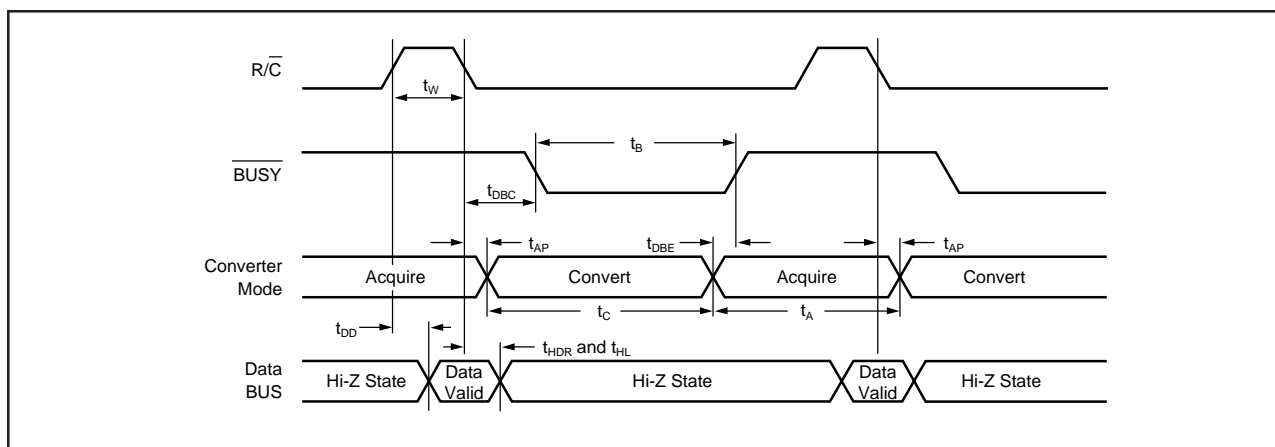 R/C̅
t_W
B̅U̅S̅Y̅
t_B
t_DBC
t_AP
t_DBE
t_AP
Converter
Mode
Acquire
Convert
Acquire
Convert
t_C
t_A
t_DD
t_HDR and t_HL
Data
BUS
Hi-Z State
Data
Valid
Hi-Z State
Data
Valid
Hi-Z State